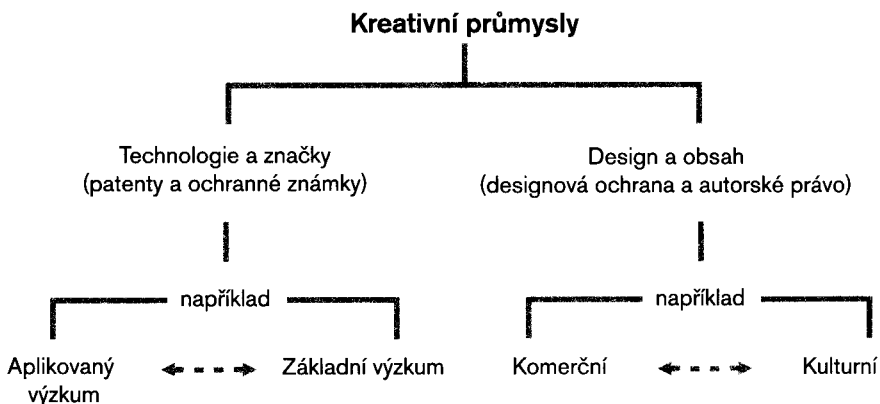 Kreativní průmysly
Technologie a značky
(patenty a ochranné známky)
Design a obsah
(designová ochrana a autorské právo)
například
například
Aplikovaný
výzkum
Základní výzkum
Komerční
Kulturní